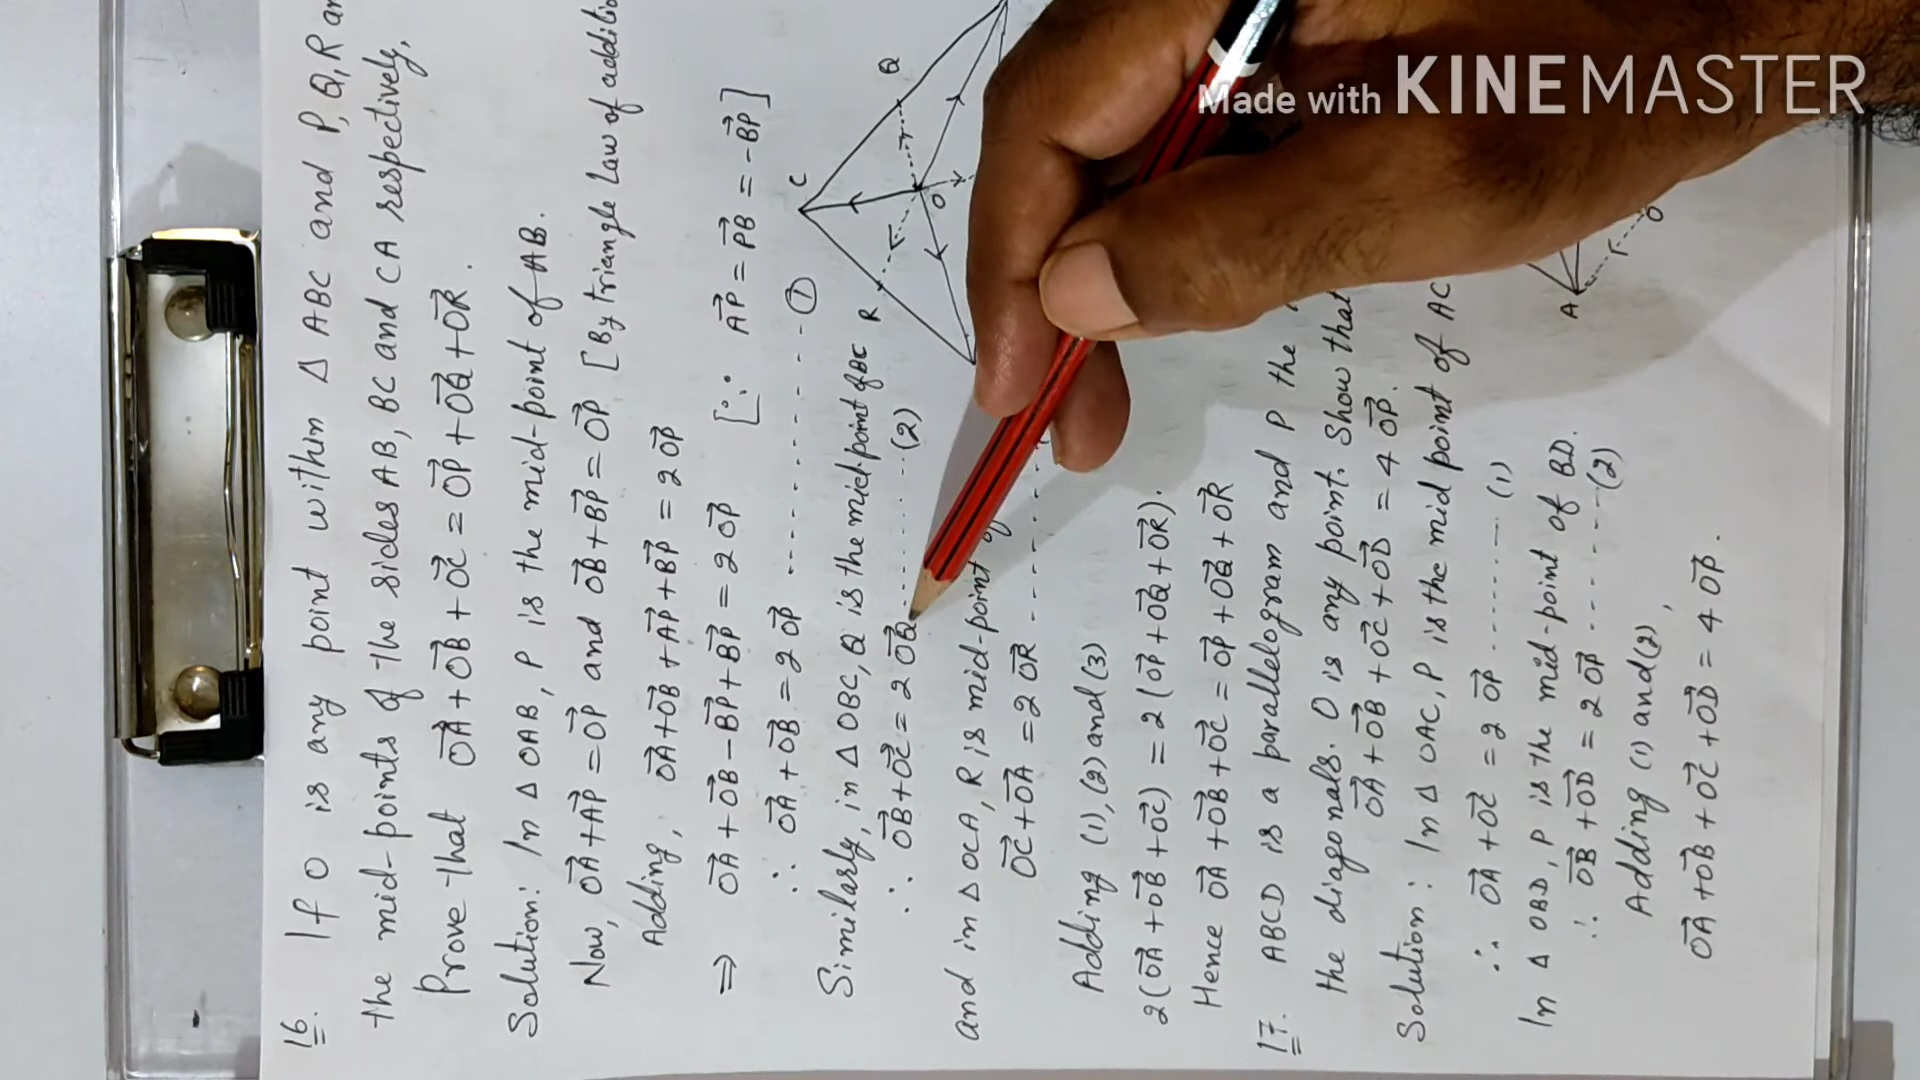 16. If O is any point within Δ ABC and P, Q, R
the mid-points of the sides AB, BC and CA respectively,
Prove that OA⃗ + OB⃗ + OC⃗ = OP⃗ + OQ⃗ + OR⃗.
Solution: In Δ OAB, P is the mid-point of AB.
Now, OA⃗ + AP⃗ = OP⃗ and OB⃗ + BP⃗ = OP⃗ [By triangle law of
Adding, OA⃗ + OB⃗ + AP⃗ + BP⃗ = 2 OP⃗
⇒ OA⃗ + OB⃗ - BP⃗ + BP⃗ = 2 OP⃗ [∵ AP⃗ = PB⃗ = -BP⃗]
∴ OA⃗ + OB⃗ = 2 OP⃗ ---------- (1)
Similarly, in Δ OBC, Q is the mid-point of BC
∴ OB⃗ + OC⃗ = 2 OQ⃗ ......... (2)
and in Δ OCA, R is mid-point
OC⃗ + OA⃗ = 2 OR⃗ --------
Adding (1), (2) and (3)
2(OA⃗ + OB⃗ + OC⃗) = 2(OP⃗ + OQ⃗ + OR⃗).
Hence OA⃗ + OB⃗ + OC⃗ = OP⃗ + OQ⃗ + OR⃗
17. ABCD is a parallelogram and P the
the diagonals. O is any point. Show that
OA⃗ + OB⃗ + OC⃗ + OD⃗ = 4 OP⃗.
Solution: In Δ OAC, P is the mid point of AC
∴ OA⃗ + OC⃗ = 2 OP⃗ .......... (1)
In Δ OBD, P is the mid-point of BD.
∴ OB⃗ + OD⃗ = 2 OP⃗ -------- (2)
Adding (1) and (2),
OA⃗ + OB⃗ + OC⃗ + OD⃗ = 4 OP⃗.
C
Q
R
O
A
O
Made with KINEMASTER